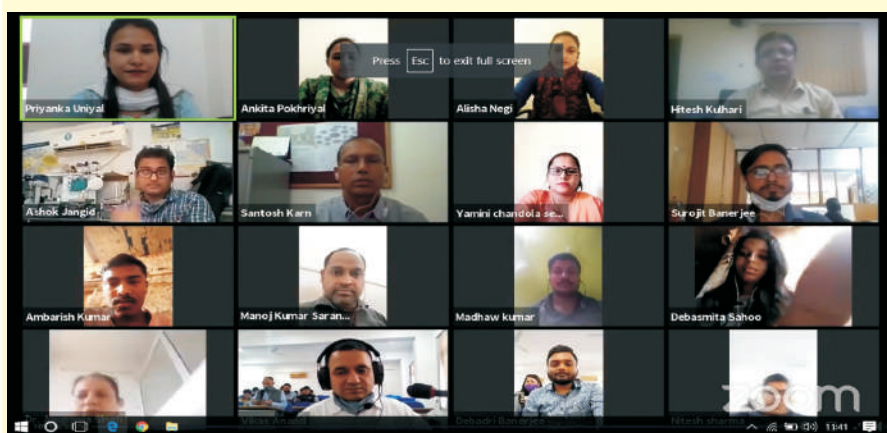 Press Esc to exit full screen
Priyanka Uniyal
Ankita Pokhriyal
Alisha Negi
Hitesh Kulhari
Ashok Jangid
Santosh Karn
Yamini chandola se...
Surojit Banerjee
Ambarish Kumar
Manoj Kumar Saran...
Madhaw kumar
Debasmita Sahoo
Vikas Anand
Debadri Banerjee
Nitesh sharma
zoom
11:41